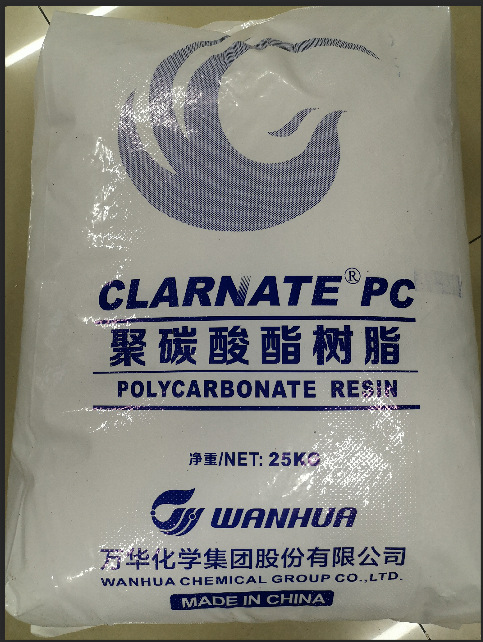 CLARNATE® PC
聚碳酸酯树脂
POLYCARBONATE RESIN
净重/NET: 25KG
WANHUA
万华化学集团股份有限公司
WANHUA CHEMICAL GROUP CO.,LTD.
MADE IN CHINA